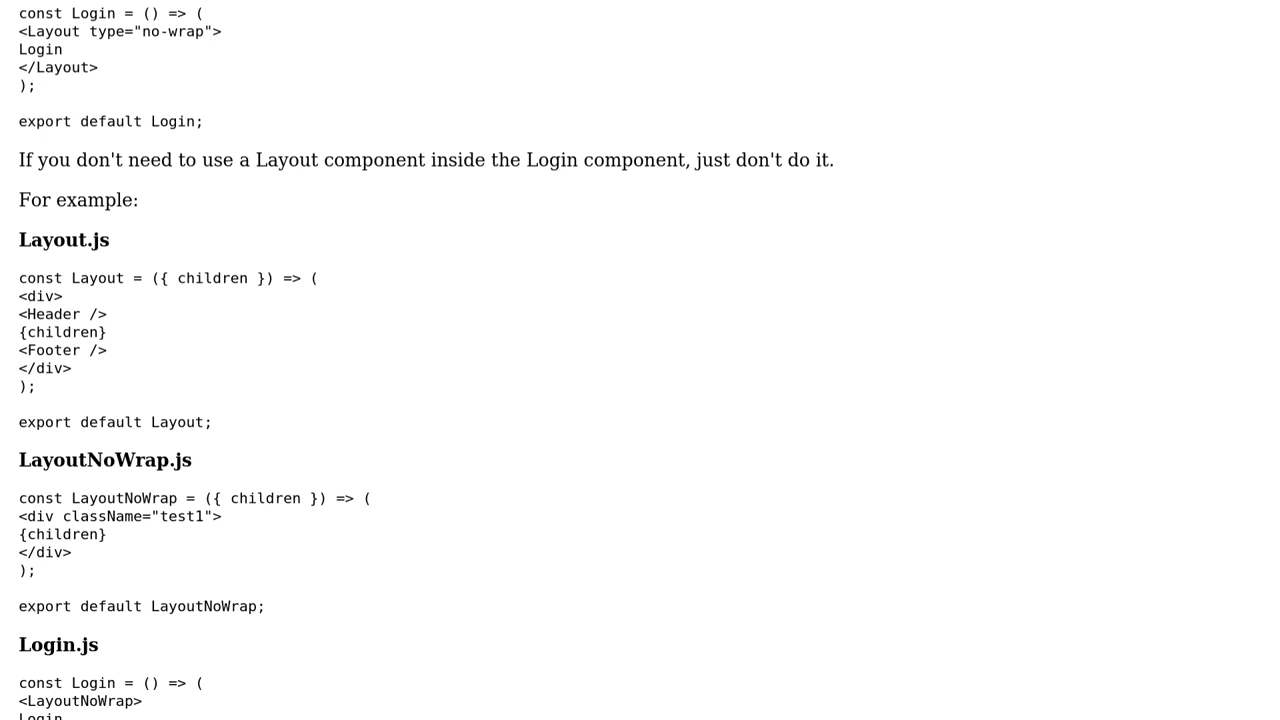 const Login = () => (
<Layout type="no-wrap">
Login
</Layout>
);
export default Login;
If you don't need to use a Layout component inside the Login component, just don't do it.
For example:
Layout.js
const Layout = ({ children }) => (
<div>
<Header />
{children}
<Footer />
</div>
);
export default Layout;
LayoutNoWrap.js
const LayoutNoWrap = ({ children }) => (
<div className="test1">
{children}
</div>
);
export default LayoutNoWrap;
Login.js
const Login = () => (
<LayoutNoWrap>
Login